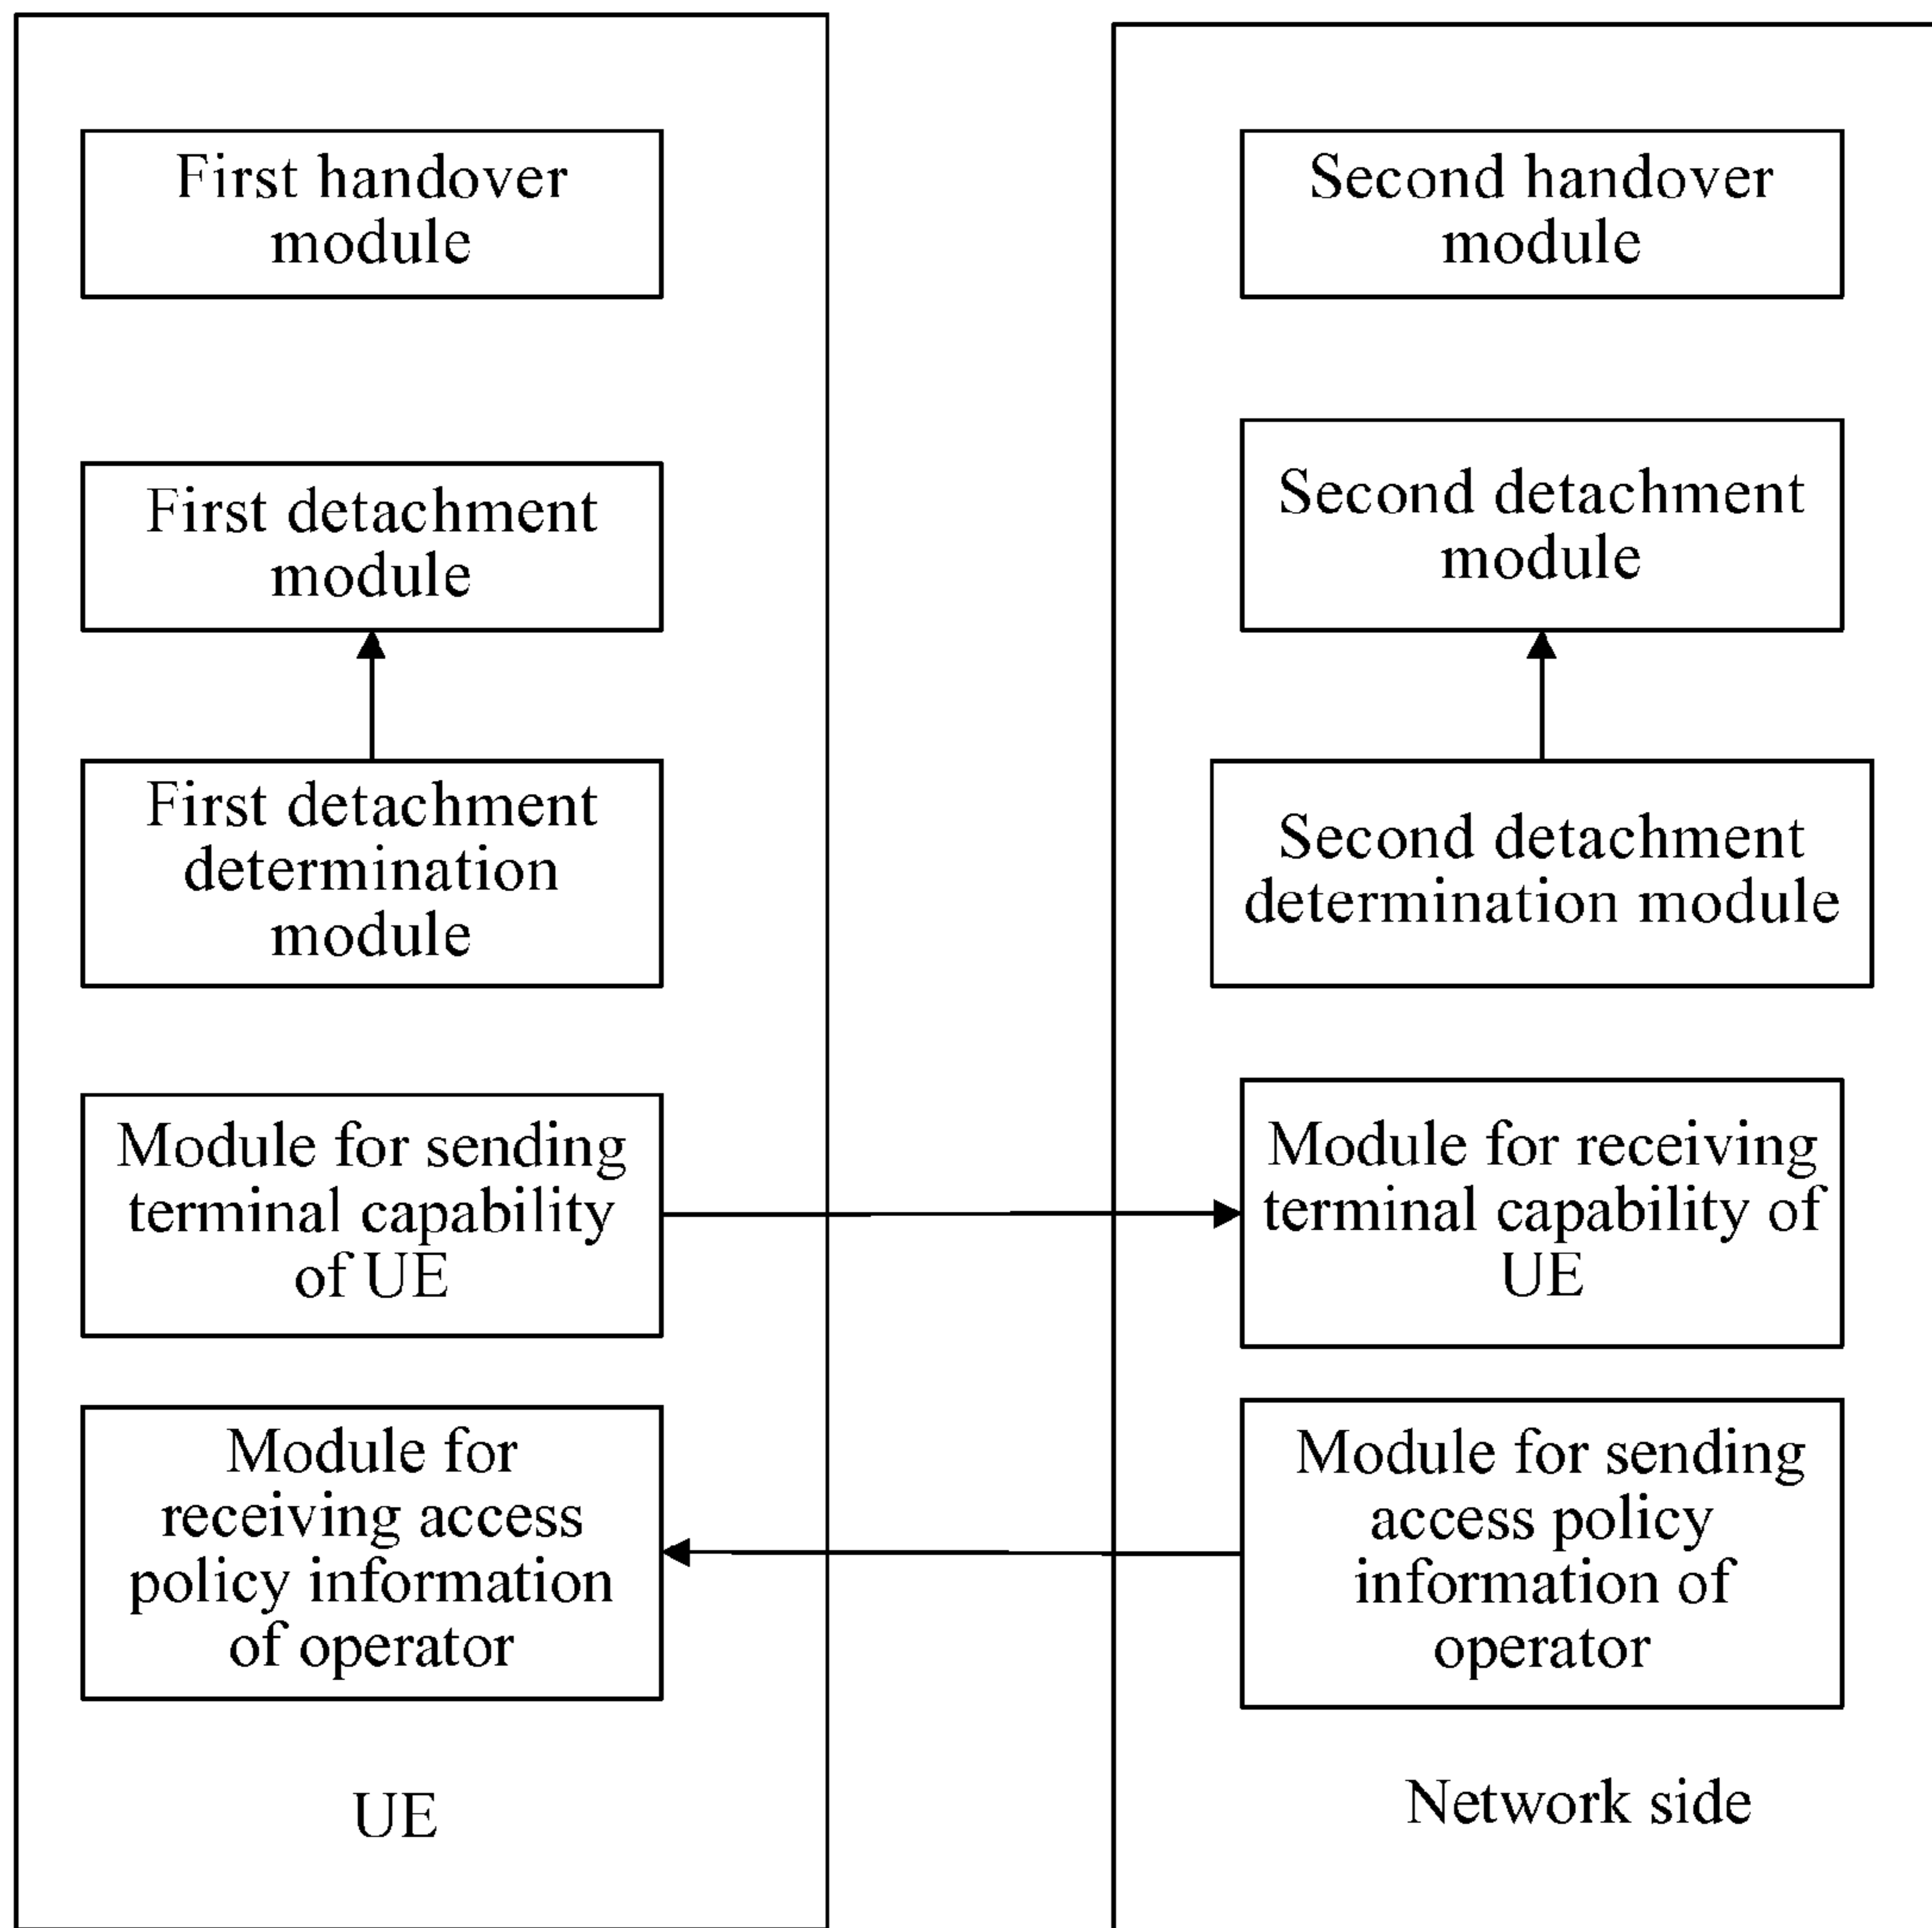 First handover
module
First detachment
module
First detachment
determination
module
Module for sending
terminal capability
of UE
Module for
receiving access
policy information
of operator
UE
Second handover
module
Second detachment
module
Second detachment
determination module
Module for receiving
terminal capability of
UE
Module for sending
access policy
information of
operator
Network side